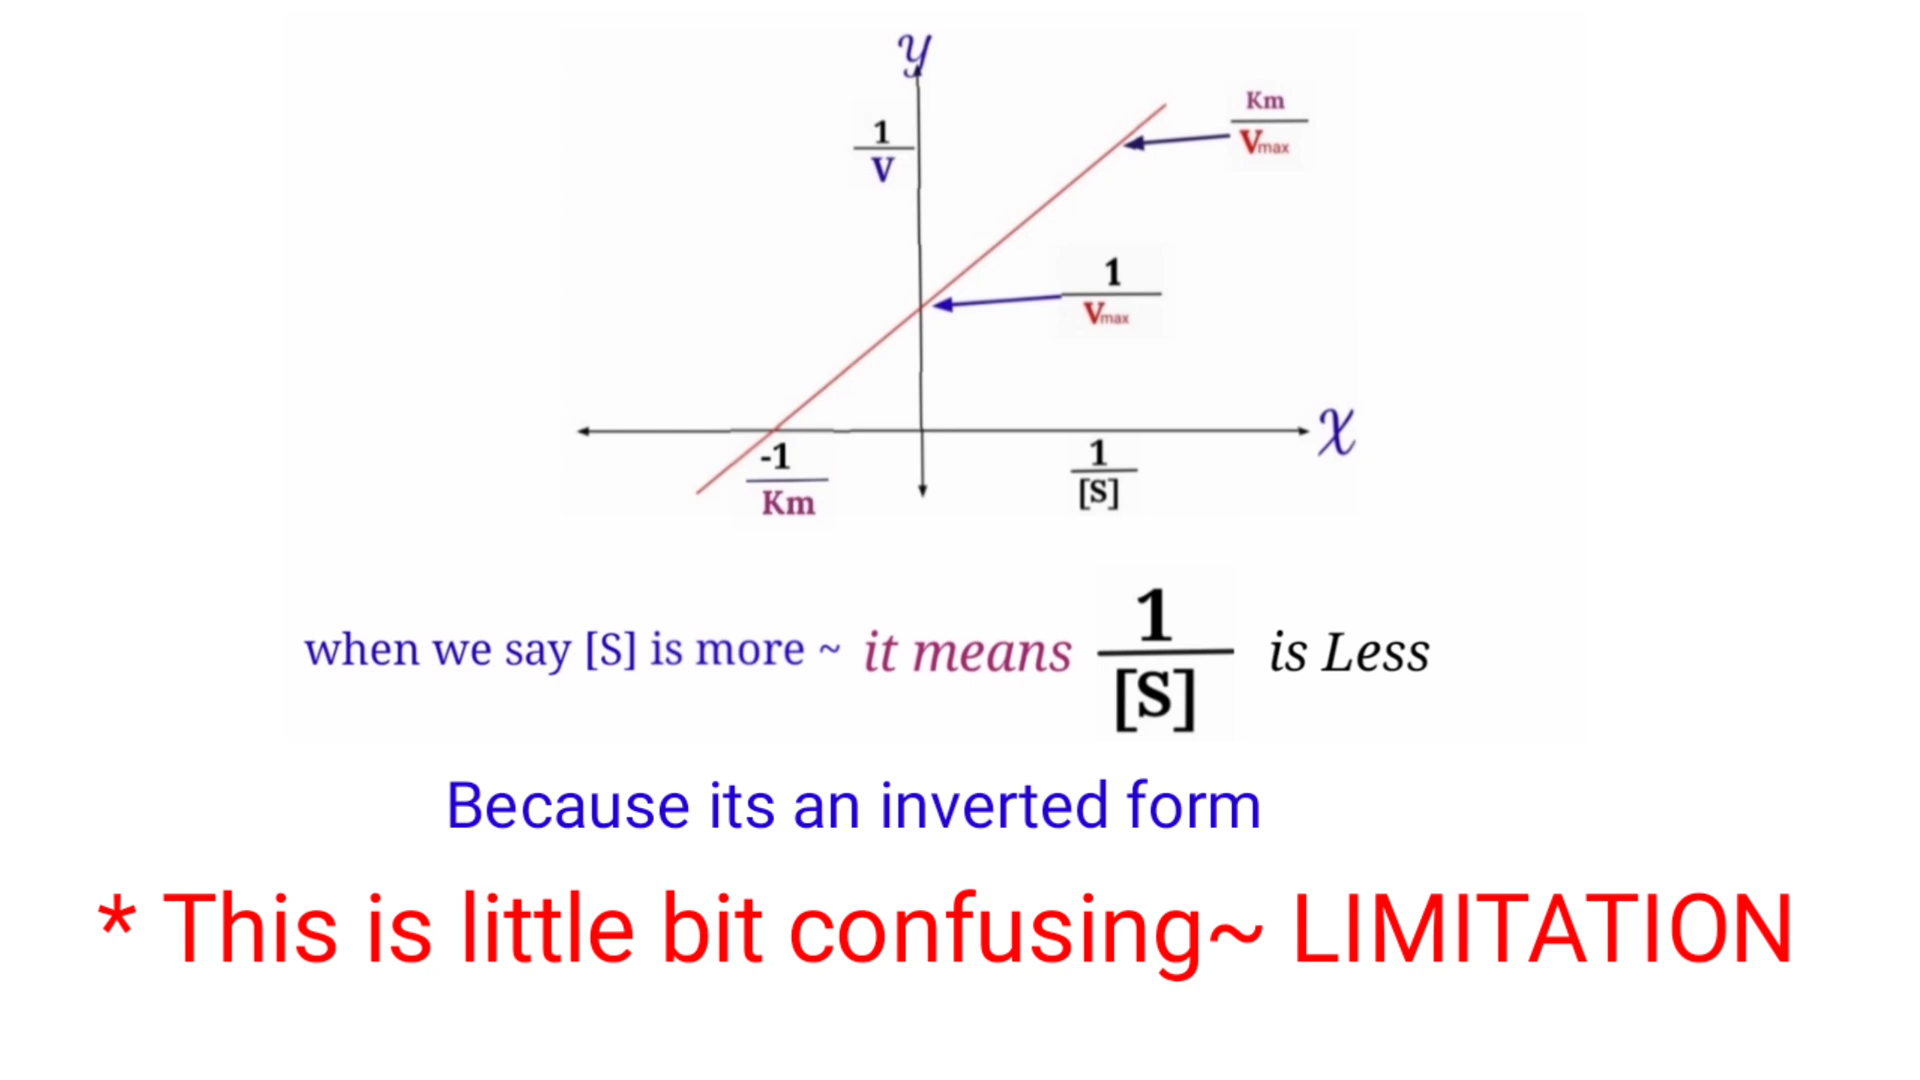 y
1
V
Km
Vmax
1
Vmax
x
-1
Km
1
[S]
when we say [S] is more ~ it means 1 is Less
[S]
Because its an inverted form
* This is little bit confusing~ LIMITATION